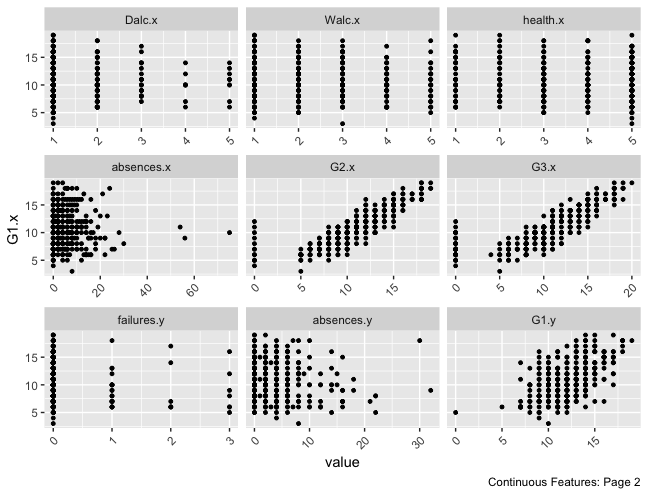 Dalc.x Walc.x health.x
15
10
5
1 2 3 4 5 1 2 3 4 5 1 2 3 4 5
absences.x G2.x G3.x
G1.x
15
10
5
0 20 40 60 0 5 10 15 0 5 10 15 20
failures.y absences.y G1.y
15
10
5
0 1 2 3 0 10 20 30 0 5 10 15
value
Continuous Features: Page 2